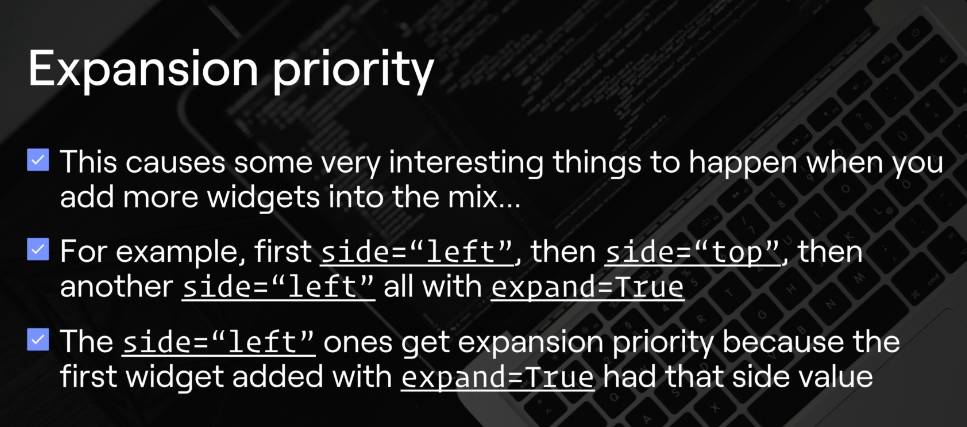 Expansion priority
This causes some very interesting things to happen when you
add more widgets into the mix...
For example, first side=“left”, then side=“top”, then
another side=“left” all with expand=True
The side=“left” ones get expansion priority because the
first widget added with expand=True had that side value